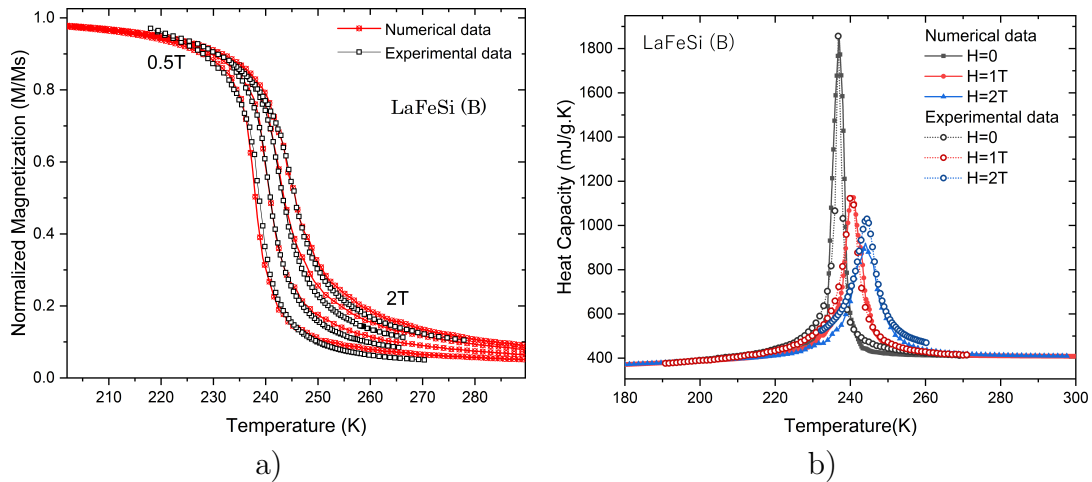 Normalized Magnetization (M/Ms)
1.0
0.8
0.6
0.4
0.2
0.0
Numerical data
Experimental data
0.5T
LaFeSi (B)
2T
210 220 230 240 250 260 270 280
Temperature (K)
a)
Heat Capacity (mJ/g.K)
1800
1600
1400
1200
1000
800
600
400
LaFeSi (B)
Numerical data
H=0
H=1T
H=2T
Experimental data
H=0
H=1T
H=2T
180 200 220 240 260 280 300
Temperature(K)
b)